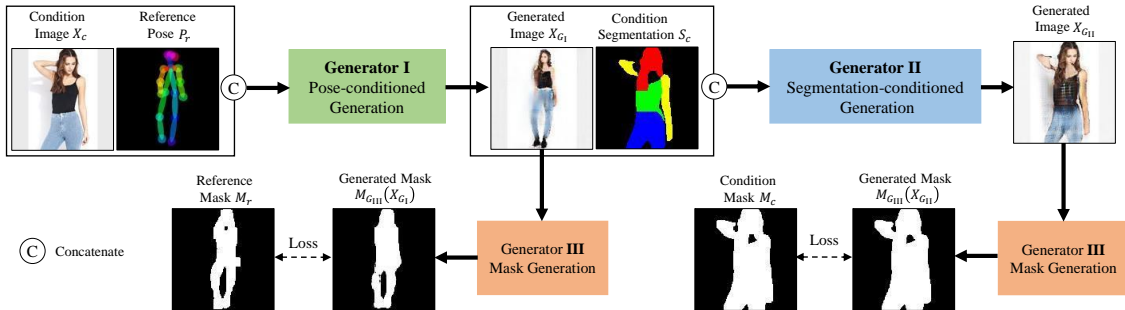 Condition
Image X_c
Reference
Pose P_r
C
Generator I
Pose-conditioned
Generation
Generated
Image X_{G_I}
Condition
Segmentation S_c
C
Generator II
Segmentation-conditioned
Generation
Generated
Image X_{G_{II}}
Reference
Mask M_r
Loss
Generated Mask
M_{G_{III}}(X_{G_I})
Generator III
Mask Generation
Condition
Mask M_c
Loss
Generated Mask
M_{G_{III}}(X_{G_{II}})
Generator III
Mask Generation
C Concatenate